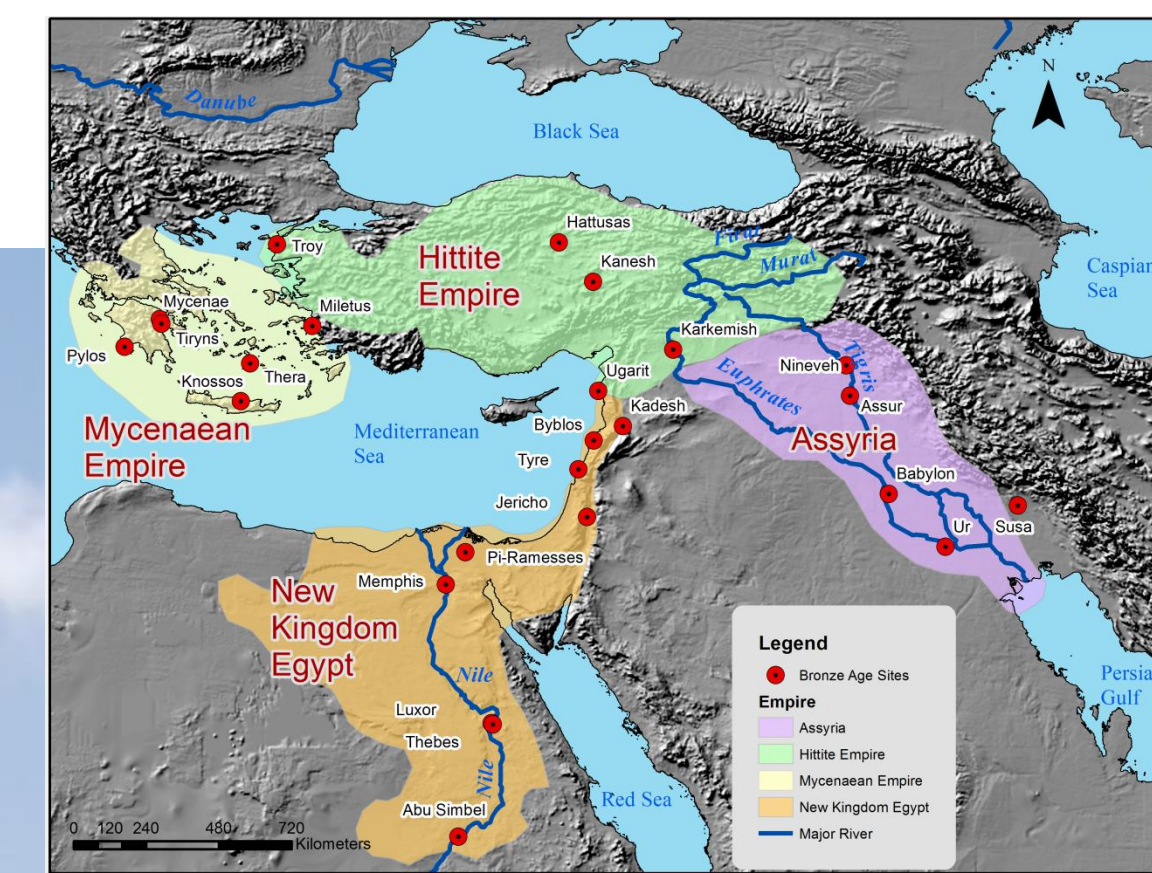 N
Danube
Black Sea
Caspian
Sea
Hattusas
Troy
Hittite
Empire
Firat
Murat
Kanesh
Mycenae
Tiryns
Miletus
Pylos
Thera
Knossos
Karkemish
Nineveh
Tigris
Ugarit
Euphrates
Assur
Kadesh
Byblos
Mycenaean
Empire
Mediterranean
Sea
Assyria
Tyre
Babylon
Jericho
Ur
Susa
Pi-Ramesses
Memphis
New
Kingdom
Egypt
Nile
Luxor
Thebes
Nile
Abu Simbel
Red Sea
Persia
Gulf
0 120 240 480 720
Kilometers
Legend
Bronze Age Sites
Empire
Assyria
Hittite Empire
Mycenaean Empire
New Kingdom Egypt
Major River